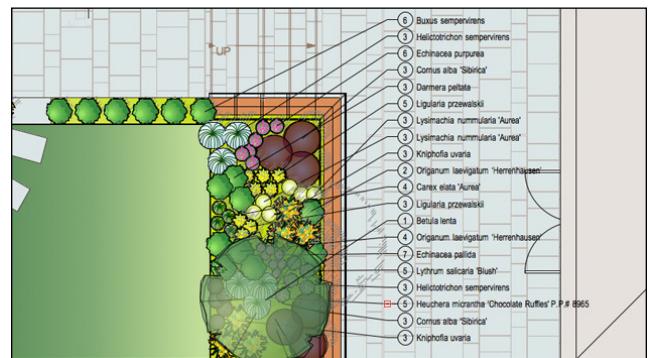 6 Buxus sempervirens
3 Helictotrichon sempervirens
UP
6 Echinacea purpurea
3 Cornus alba 'Sibirica'
3 Darmera peltata
5 Ligularia przewalskii
3 Lysimachia nummularia 'Aurea'
3 Lysimachia nummularia 'Aurea'
3 Kniphofia uvaria
2 Origanum laevigatum 'Herrenhausen'
4 Carex elata 'Aurea'
3 Ligularia przewalskii
1 Betula lenta
4 Origanum laevigatum 'Herrenhausen'
7 Echinacea pallida
5 Lythrum salicaria 'Blush'
3 Helictotrichon sempervirens
5 Heuchera micrantha 'Chocolate Ruffles' P.P.# 8965
3 Cornus alba 'Sibirica'
3 Kniphofia uvaria